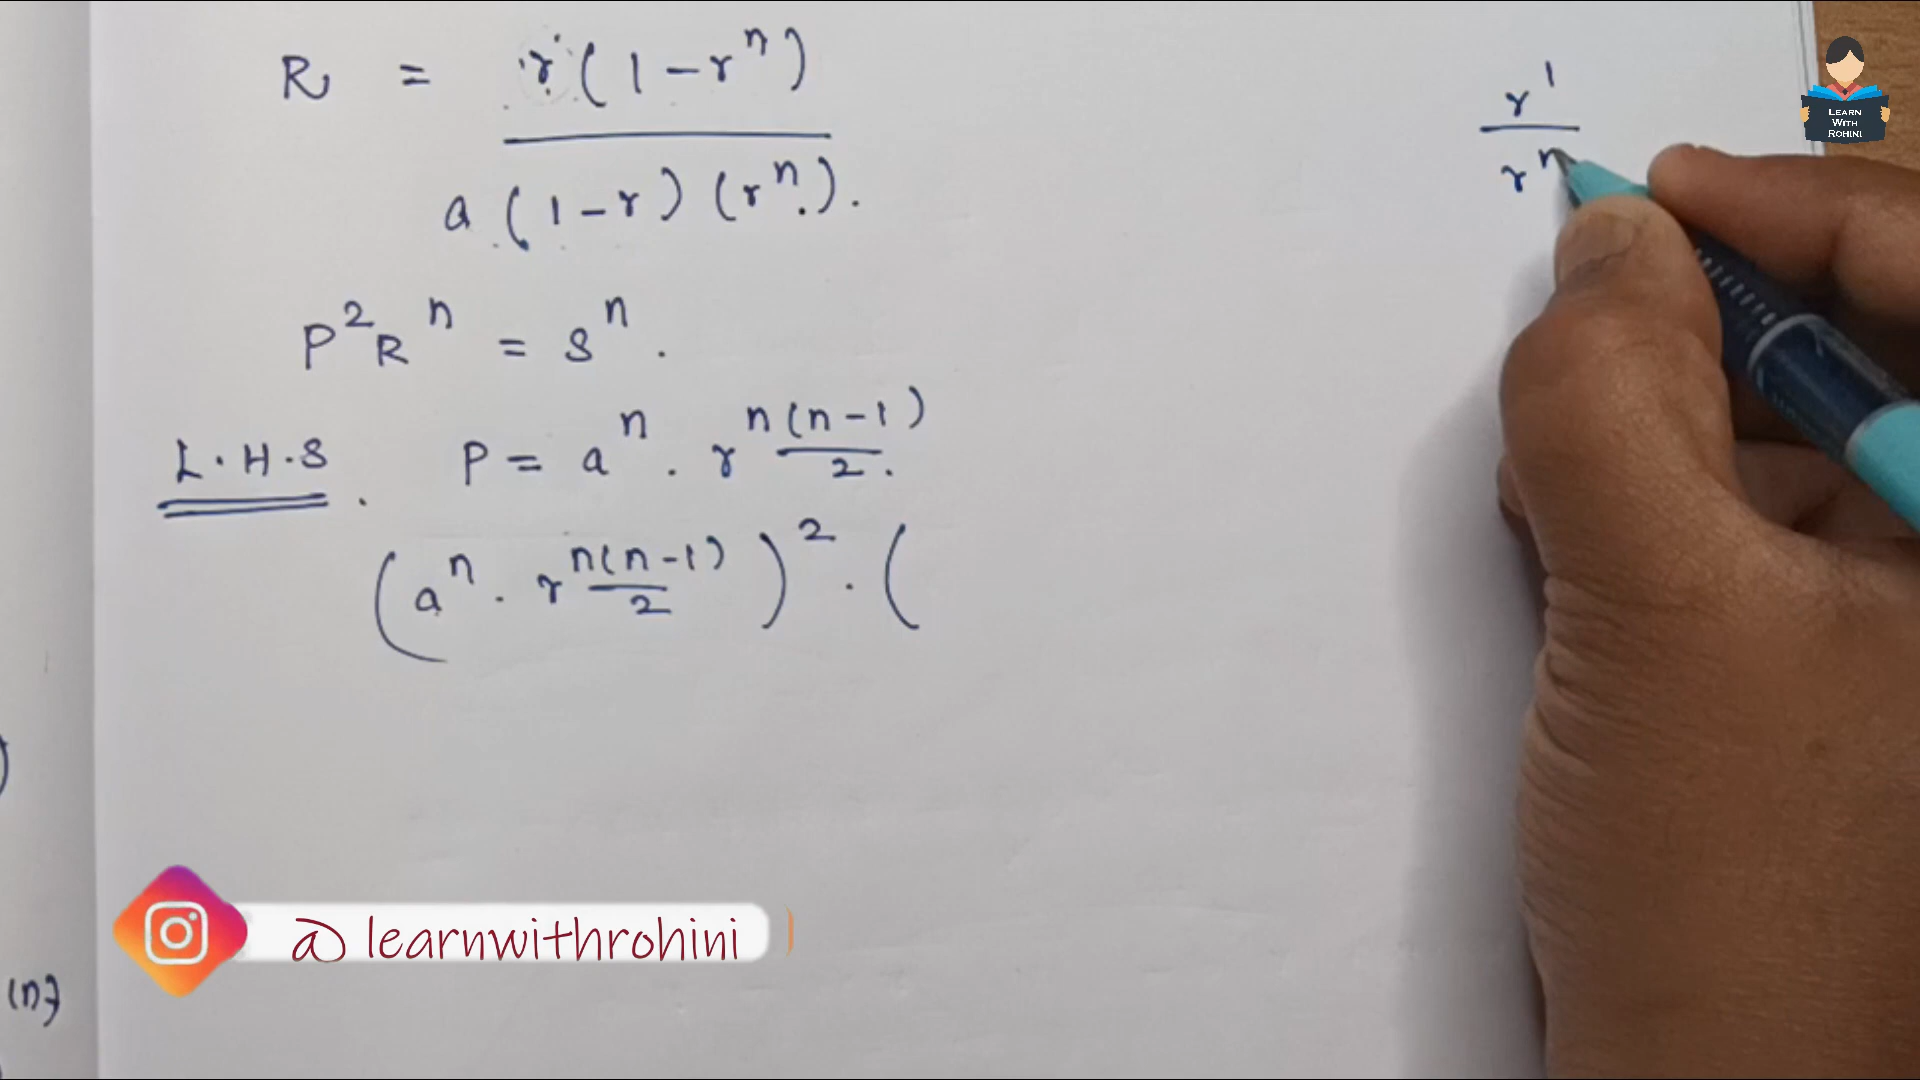 R = r(1-r^n)
a(1-r)(r^n).
P^2 R^n = S^n.
L.H.S. P = a^n . r^n(n-1)/2.
(a^n . r^n(n-1)/2)^2 . (
r^1
r^n
LEARN
WITH
ROHINI
@learnwithrohini
)
(n)